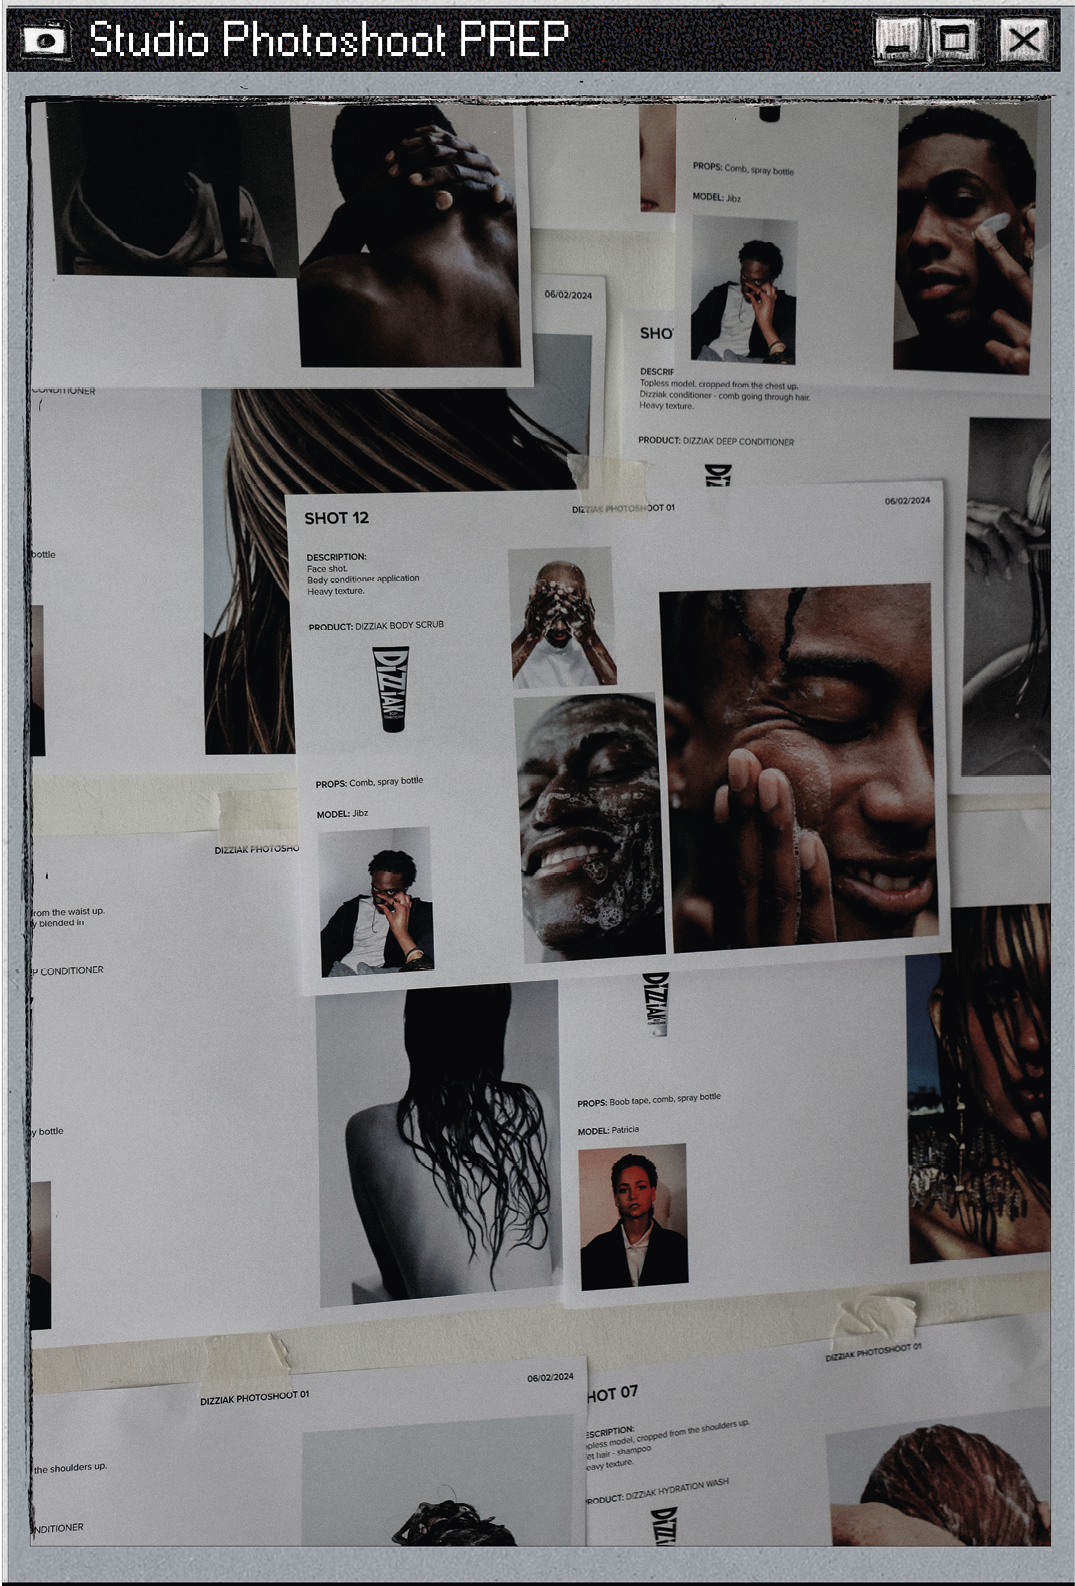 Studio Photoshoot PREP
PROPS: Comb, spray bottle
MODEL: Jibz
06/02/2024
SHO
DESCRIP
Topless model, cropped from the chest up.
Dizziak conditioner - comb going through hair.
Heavy texture.
PRODUCT: DIZZIAK DEEP CONDITIONER
CONDITIONER
bottle
SHOT 12
DIZZIAK PHOTOSHOOT 01
06/02/2024
DESCRIPTION:
Face shot.
Body conditioner application
Heavy texture.
PRODUCT: DIZZIAK BODY SCRUB
DIZZIAK
PROPS: Comb, spray bottle
MODEL: Jibz
DIZZIAK PHOTOSHO
from the waist up.
y blended in
P CONDITIONER
y bottle
DIZZIAK
PROPS: Boob tape, comb, spray bottle
MODEL: Patricia
DIZZIAK PHOTOSHOOT 01
06/02/2024
the shoulders up.
NDITIONER
DIZZIAK PHOTOSHOOT 01
HOT 07
ESCRIPTION:
opless model, cropped from the shoulders up.
et hair - shampoo
eavy texture.
RODUCT: DIZZIAK HYDRATION WASH
DIZZI